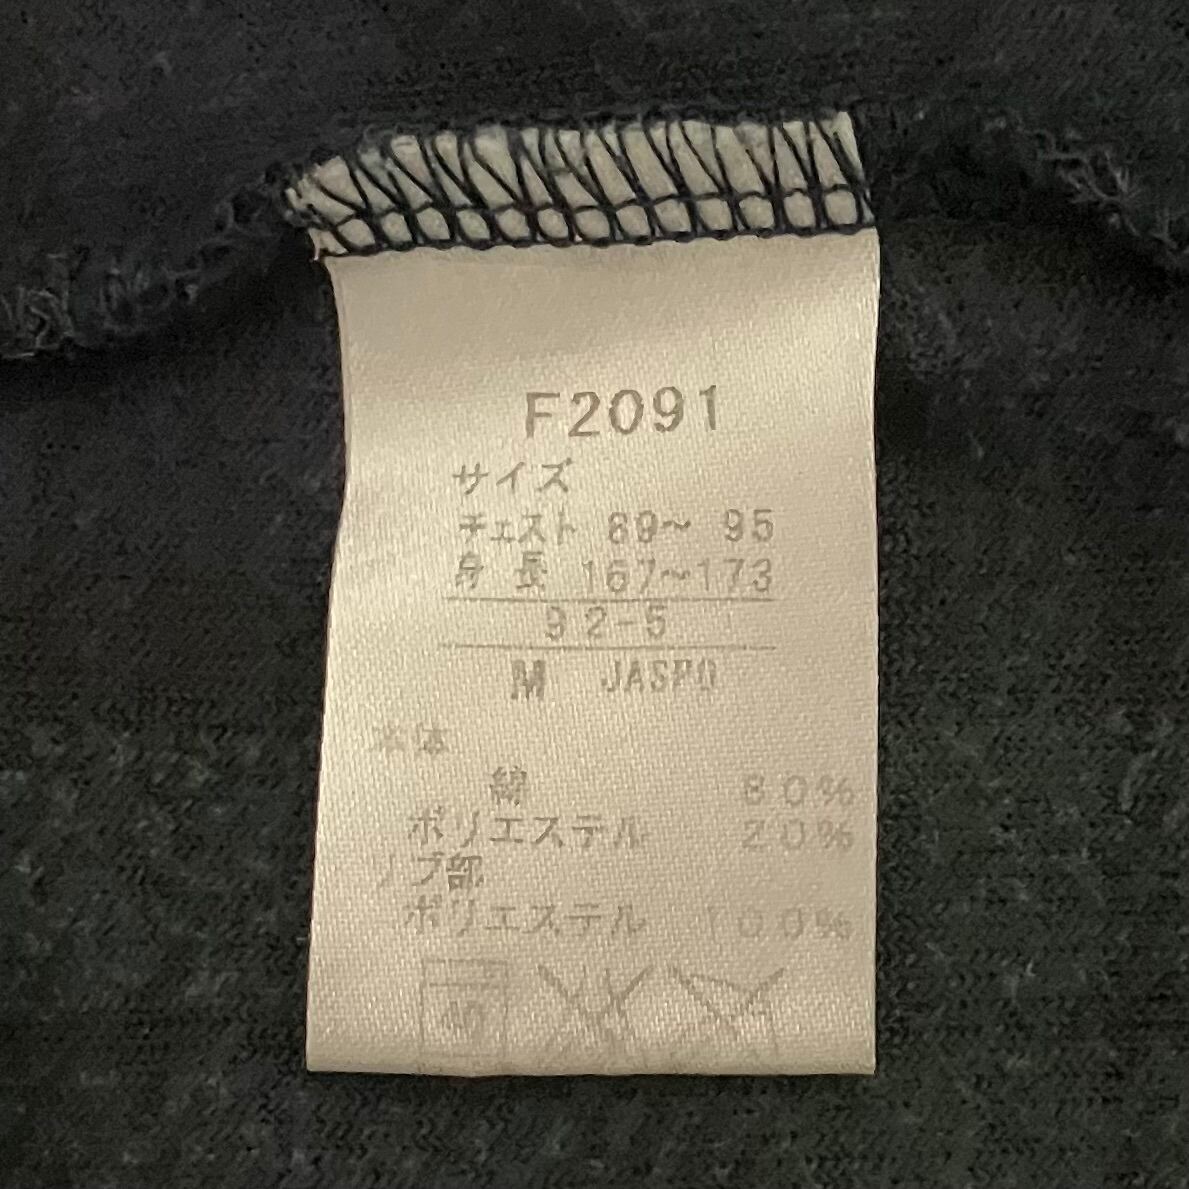 F2091
サイズ
チェスト 89～ 95
身 長 167～173
92-5
M JASPO
本体
綿 80%
ポリエステル 20%
リブ部
ポリエステル 100%